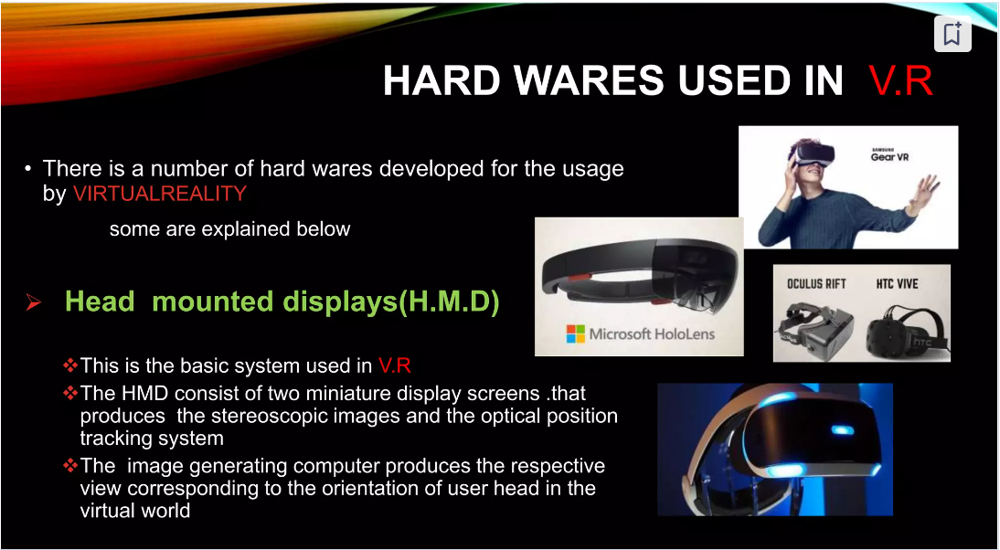 HARD WARES USED IN V.R
• There is a number of hard wares developed for the usage
by VIRTUALREALITY
some are explained below
➢ Head mounted displays(H.M.D)
❖This is the basic system used in V.R
❖The HMD consist of two miniature display screens .that
produces the stereoscopic images and the optical position
tracking system
❖The image generating computer produces the respective
view corresponding to the orientation of user head in the
virtual world
SAMSUNG
Gear VR
Microsoft HoloLens
OCULUS RIFT HTC VIVE
oculus
hTC